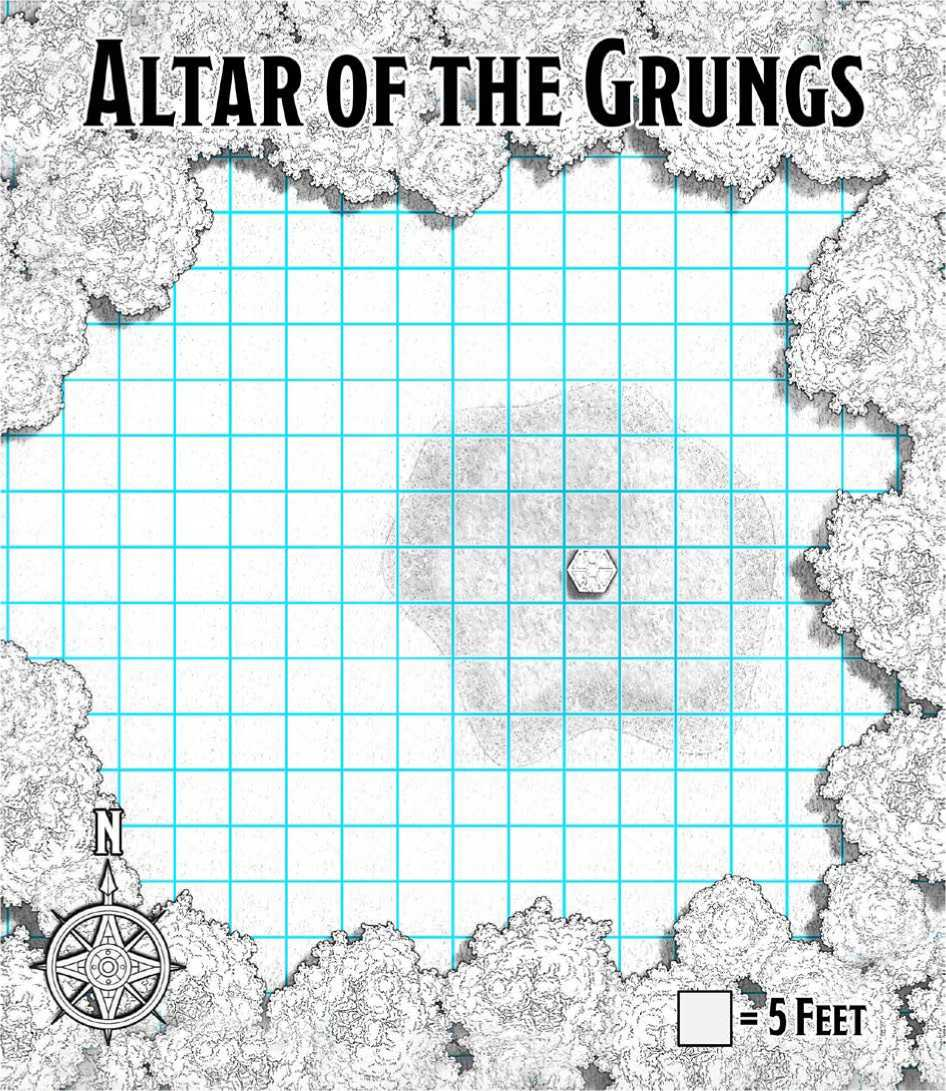 ALTAR OF THE GRUNGS
N
= 5 FEET